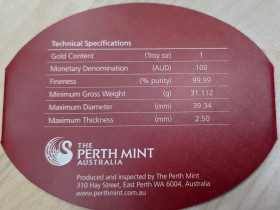 Technical Specifications
Gold Content (Troy oz) 1
Monetary Denomination (AUD) 100
Fineness (% purity) 99.99
Minimum Gross Weight (g) 31.112
Maximum Diameter (mm) 39.34
Maximum Thickness (mm) 2.50
THE
PERTH MINT
AUSTRALIA
Produced and inspected by The Perth Mint
310 Hay Street, East Perth WA 6004, Australia
www.perthmint.com.au